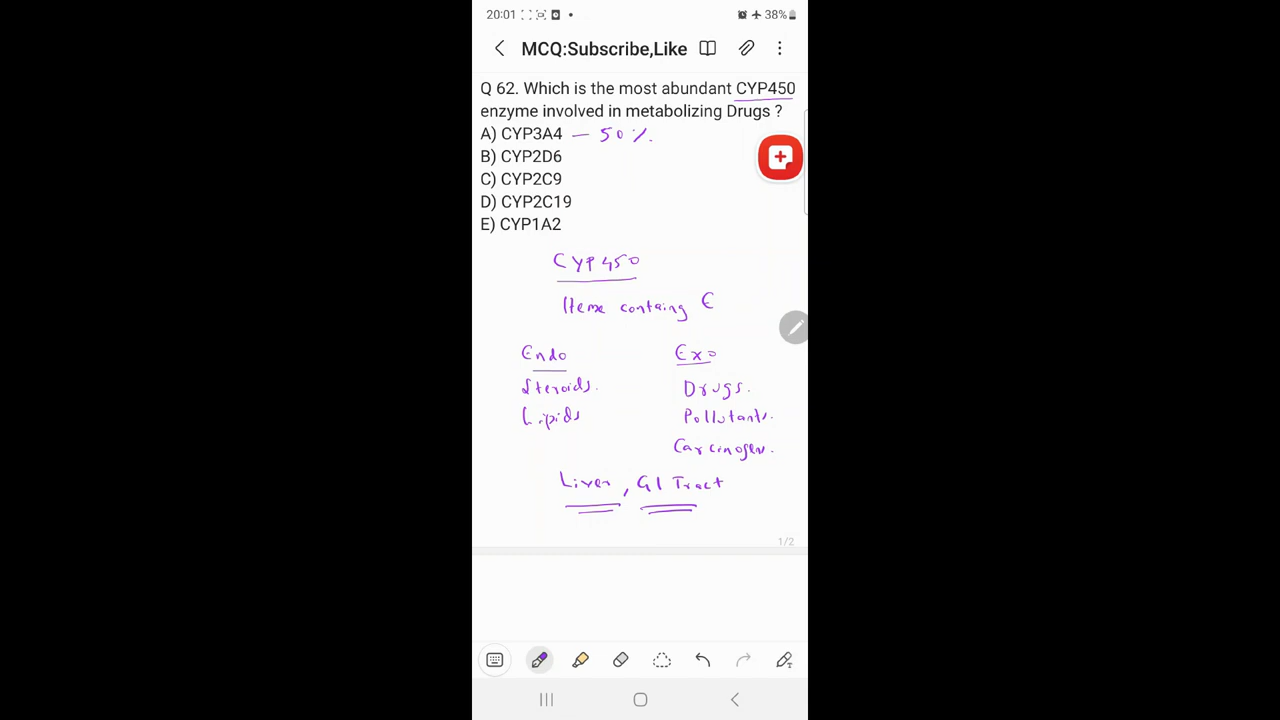 20:01
38%
MCQ:Subscribe,Like
Q 62. Which is the most abundant CYP450
enzyme involved in metabolizing Drugs ?
A) CYP3A4 — 50 %.
B) CYP2D6
C) CYP2C9
D) CYP2C19
E) CYP1A2
CYP450
Heme containg E
Endo Exo
Steroids. Drugs.
Lipids Pollutants.
Carcinogen.
Liver, GI Tract
1/2